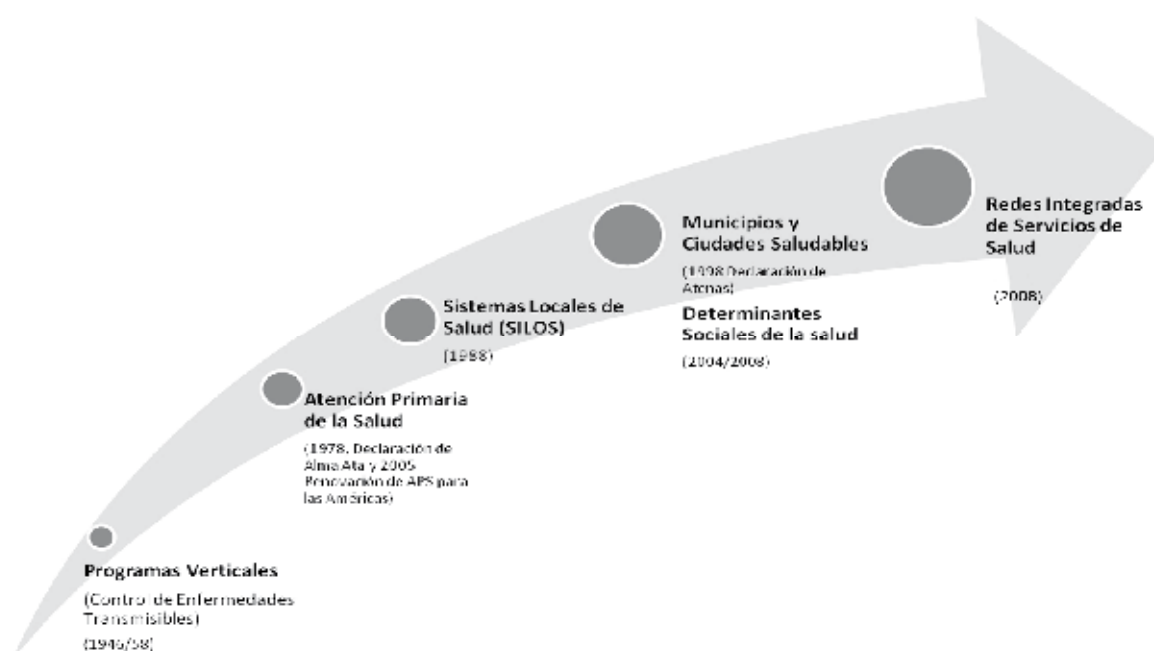 Programas Verticales
(Control de Enfermedades
Transmisibles)
(1946/58)
Atención Primaria
de la Salud
(1978. Declaración de
Alma Ata y 2005
Renovación de APS para
las Américas)
Sistemas Locales de
Salud (SILOS)
(1988)
Municipios y
Ciudades Saludables
(1998 Declaración de
Atenas)
Determinantes
Sociales de la salud
(2004/2008)
Redes Integradas
de Servicios de
Salud
(2008)